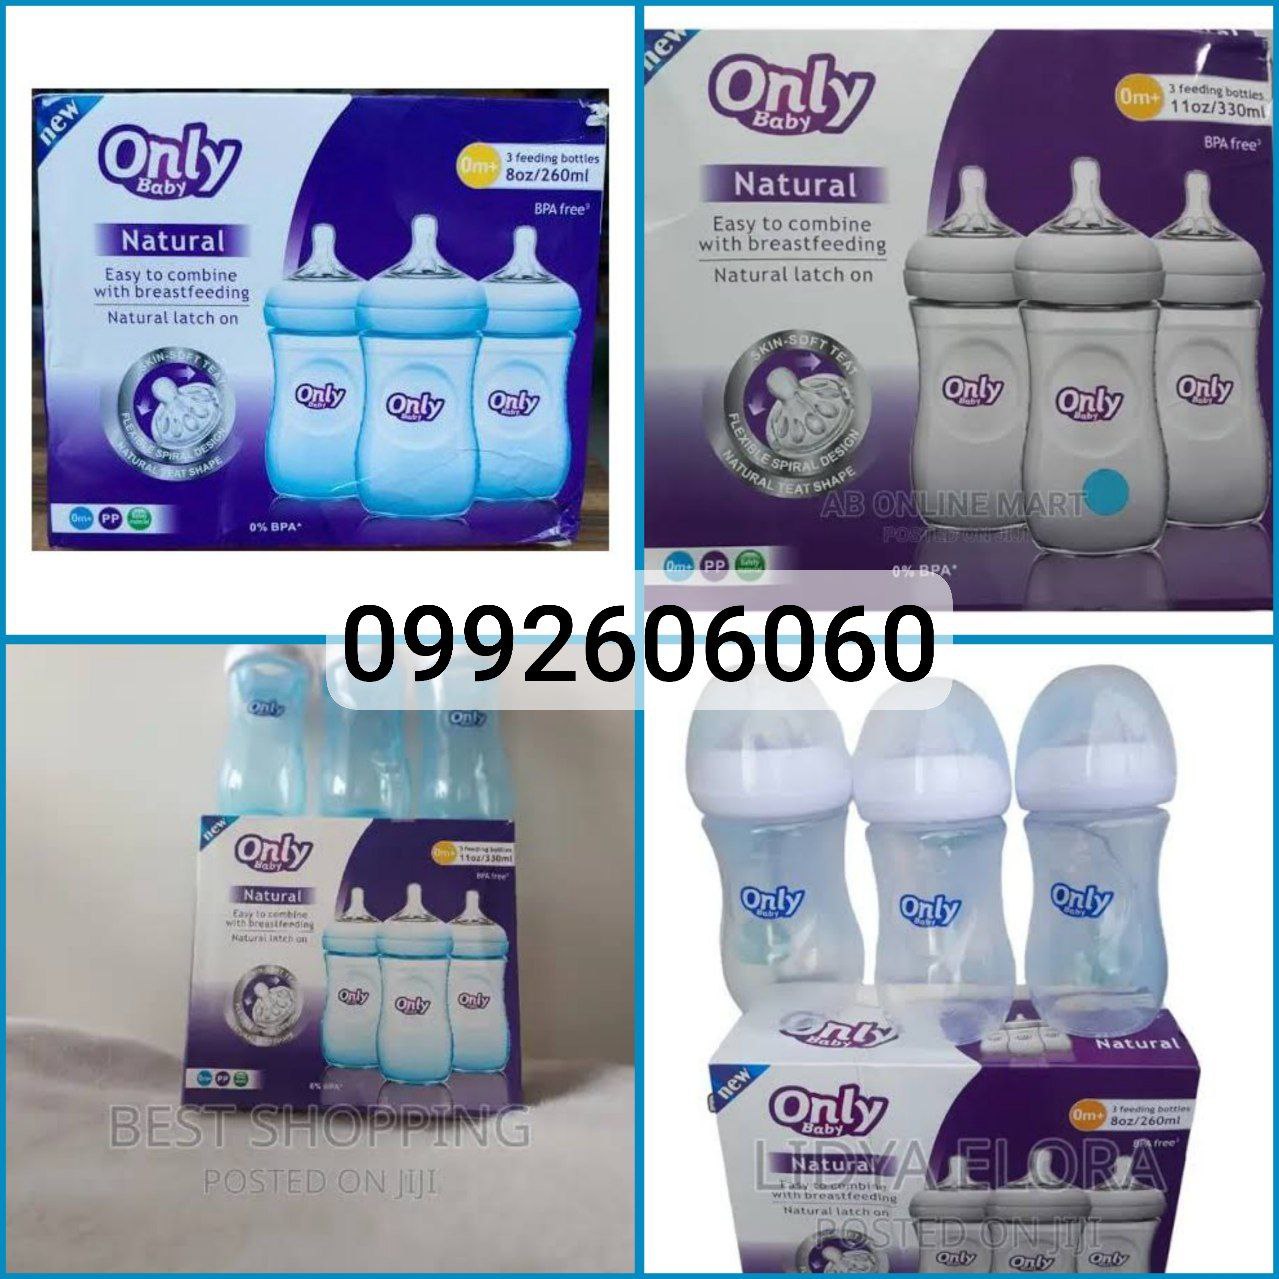 new
Only
Baby
0m+
3 feeding bottles
8oz/260ml
BPA free
Natural
Easy to combine
with breastfeeding
Natural latch on
SKIN-SOFT TEAT
FLEXIBLE SPIRAL DESIGN
NATURAL TEAT SHAPE
Only
Baby
Only
Baby
Only
Baby
0m+ PP
0% BPA*
new
Only
Baby
0m+
3 feeding bottles
11oz/330ml
BPA free
Natural
Easy to combine
with breastfeeding
Natural latch on
SKIN-SOFT TEAT
FLEXIBLE SPIRAL DESIGN
NATURAL TEAT SHAPE
Only
Baby
Only
Baby
Only
Baby
AB ONLINE MART
POSTED ON JIJI
0m+ PP
0% BPA*
0992606060
Only
Only
new
Only
Baby
0m+
3 feeding bottles
11oz/330ml
BPA free
Natural
Easy to combine
with breastfeeding
Natural latch on
Only
Only
Only
0m+ PP
0% BPA*
BEST SHOPPING
POSTED ON JIJI
Only
Baby
Only
Baby
Only
Baby
Only
Baby
Natural
new
Only
Baby
0m+
3 feeding bottles
8oz/260ml
BPA free
Natural
Easy to combine
with breastfeeding
Natural latch on
LIDYA ELORA
POSTED ON JIJI
Only
Only
Only